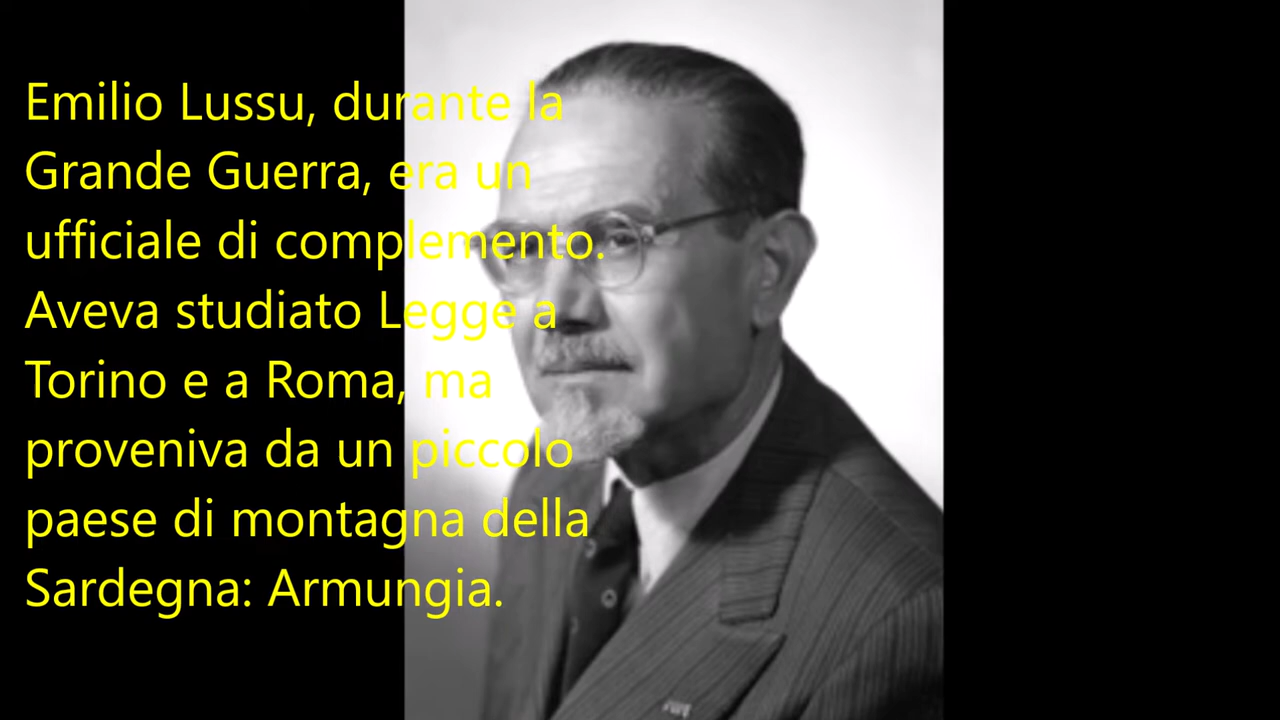 Emilio Lussu, durante la
Grande Guerra, era un
ufficiale di complemento.
Aveva studiato Legge a
Torino e a Roma, ma
proveniva da un piccolo
paese di montagna della
Sardegna: Armungia.